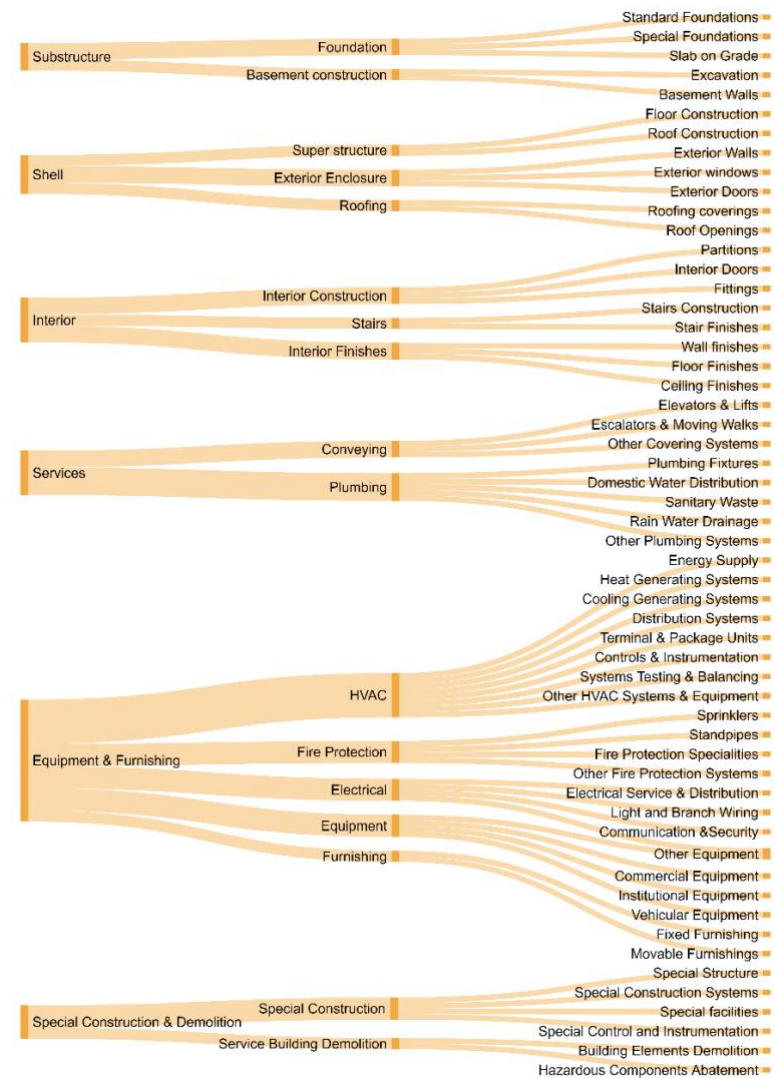 Substructure
Foundation
Basement construction
Standard Foundations
Special Foundations
Slab on Grade
Excavation
Basement Walls
Shell
Super structure
Exterior Enclosure
Roofing
Floor Construction
Roof Construction
Exterior Walls
Exterior windows
Exterior Doors
Roofing coverings
Roof Openings
Interior
Interior Construction
Stairs
Interior Finishes
Partitions
Interior Doors
Fittings
Stairs Construction
Stair Finishes
Wall finishes
Floor Finishes
Ceiling Finishes
Services
Conveying
Plumbing
Elevators & Lifts
Escalators & Moving Walks
Other Covering Systems
Plumbing Fixtures
Domestic Water Distribution
Sanitary Waste
Rain Water Drainage
Other Plumbing Systems
Equipment & Furnishing
HVAC
Fire Protection
Electrical
Equipment
Furnishing
Energy Supply
Heat Generating Systems
Cooling Generating Systems
Distribution Systems
Terminal & Package Units
Controls & Instrumentation
Systems Testing & Balancing
Other HVAC Systems & Equipment
Sprinklers
Standpipes
Fire Protection Specialities
Other Fire Protection Systems
Electrical Service & Distribution
Light and Branch Wiring
Communication &Security
Other Equipment
Commercial Equipment
Institutional Equipment
Vehicular Equipment
Fixed Furnishing
Movable Furnishings
Special Construction & Demolition
Special Construction
Service Building Demolition
Special Structure
Special Construction Systems
Special facilities
Special Control and Instrumentation
Building Elements Demolition
Hazardous Components Abatement